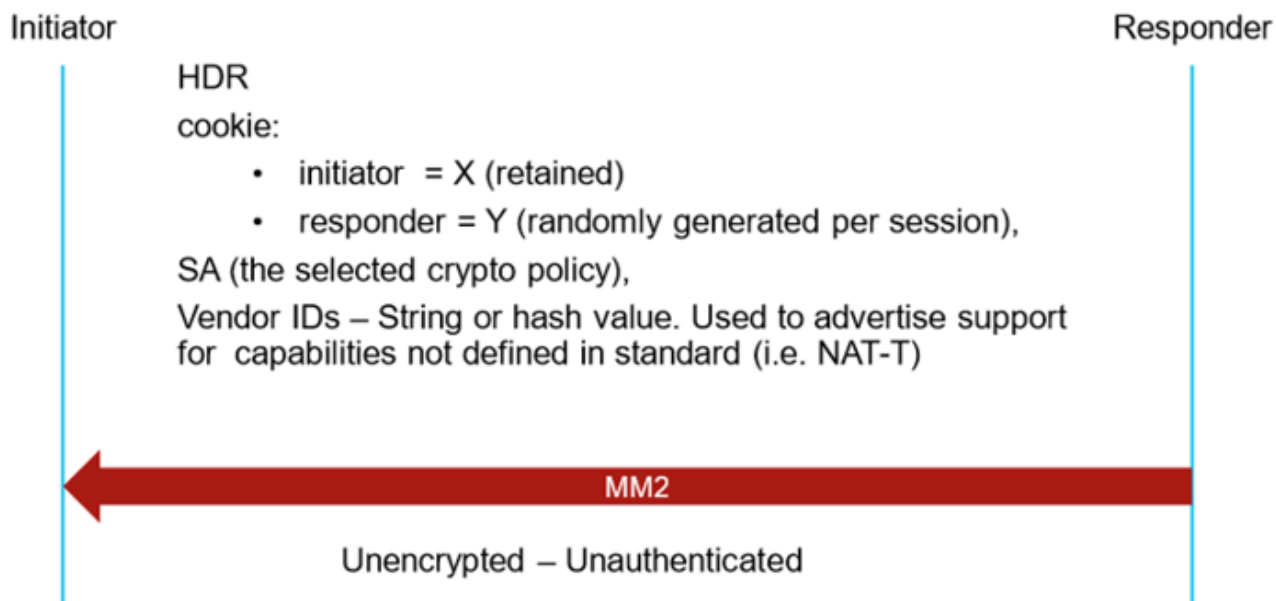 Initiator
Responder
HDR
cookie:
• initiator = X (retained)
• responder = Y (randomly generated per session),
SA (the selected crypto policy),
Vendor IDs – String or hash value. Used to advertise support
for capabilities not defined in standard (i.e. NAT-T)
MM2
Unencrypted – Unauthenticated